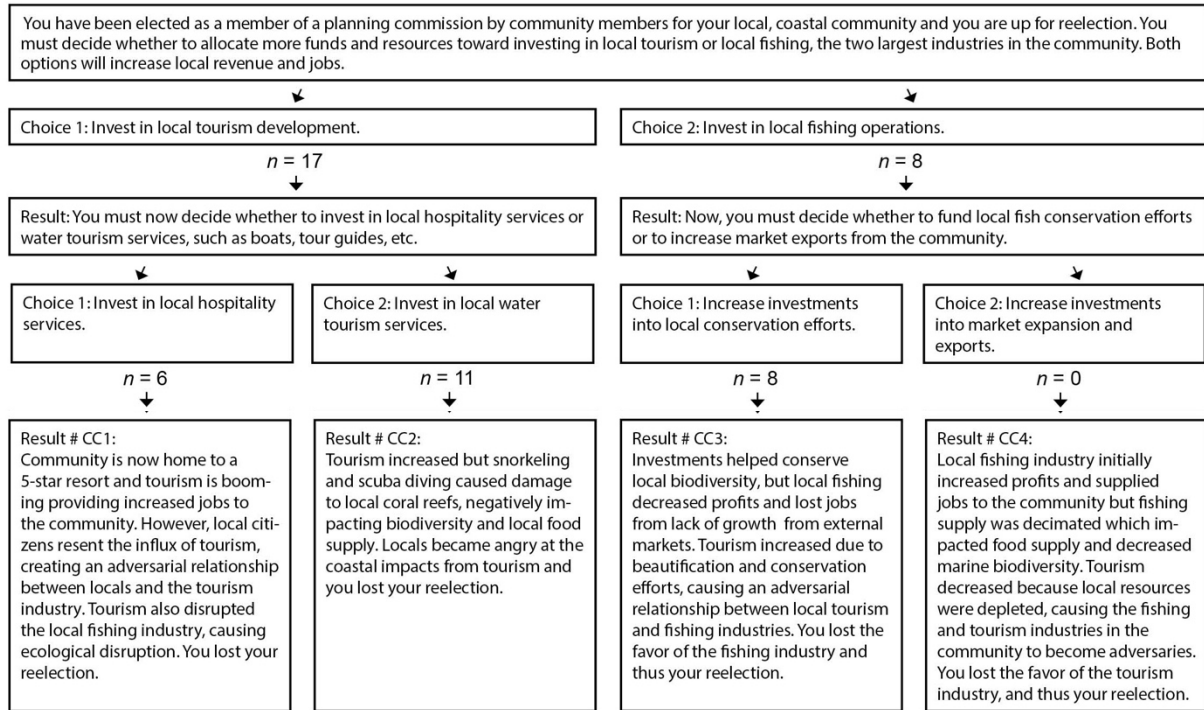 You have been elected as a member of a planning commission by community members for your local, coastal community and you are up for reelection. You
must decide whether to allocate more funds and resources toward investing in local tourism or local fishing, the two largest industries in the community. Both
options will increase local revenue and jobs.
Choice 1: Invest in local tourism development.
Choice 2: Invest in local fishing operations.
n = 17
n = 8
Result: You must now decide whether to invest in local hospitality services or
water tourism services, such as boats, tour guides, etc.
Result: Now, you must decide whether to fund local fish conservation efforts
or to increase market exports from the community.
Choice 1: Invest in local hospitality
services.
Choice 2: Invest in local water
tourism services.
Choice 1: Increase investments
into local conservation efforts.
Choice 2: Increase investments
into market expansion and
exports.
n = 6
n = 11
n = 8
n = 0
Result # CC1:
Community is now home to a
5-star resort and tourism is boom-
ing providing increased jobs to
the community. However, local citi-
zens resent the influx of tourism,
creating an adversarial relationship
between locals and the tourism
industry. Tourism also disrupted
the local fishing industry, causing
ecological disruption. You lost your
reelection.
Result # CC2:
Tourism increased but snorkeling
and scuba diving caused damage
to local coral reefs, negatively im-
pacting biodiversity and local food
supply. Locals became angry at the
coastal impacts from tourism and
you lost your reelection.
Result # CC3:
Investments helped conserve
local biodiversity, but local fishing
decreased profits and lost jobs
from lack of growth from external
markets. Tourism increased due to
beautification and conservation
efforts, causing an adversarial
relationship between local tourism
and fishing industries. You lost the
favor of the fishing industry and
thus your reelection.
Result # CC4:
Local fishing industry initially
increased profits and supplied
jobs to the community but fishing
supply was decimated which im-
pacted food supply and decreased
marine biodiversity. Tourism
decreased because local resources
were depleted, causing the fishing
and tourism industries in the
community to become adversaries.
You lost the favor of the tourism
industry, and thus your reelection.